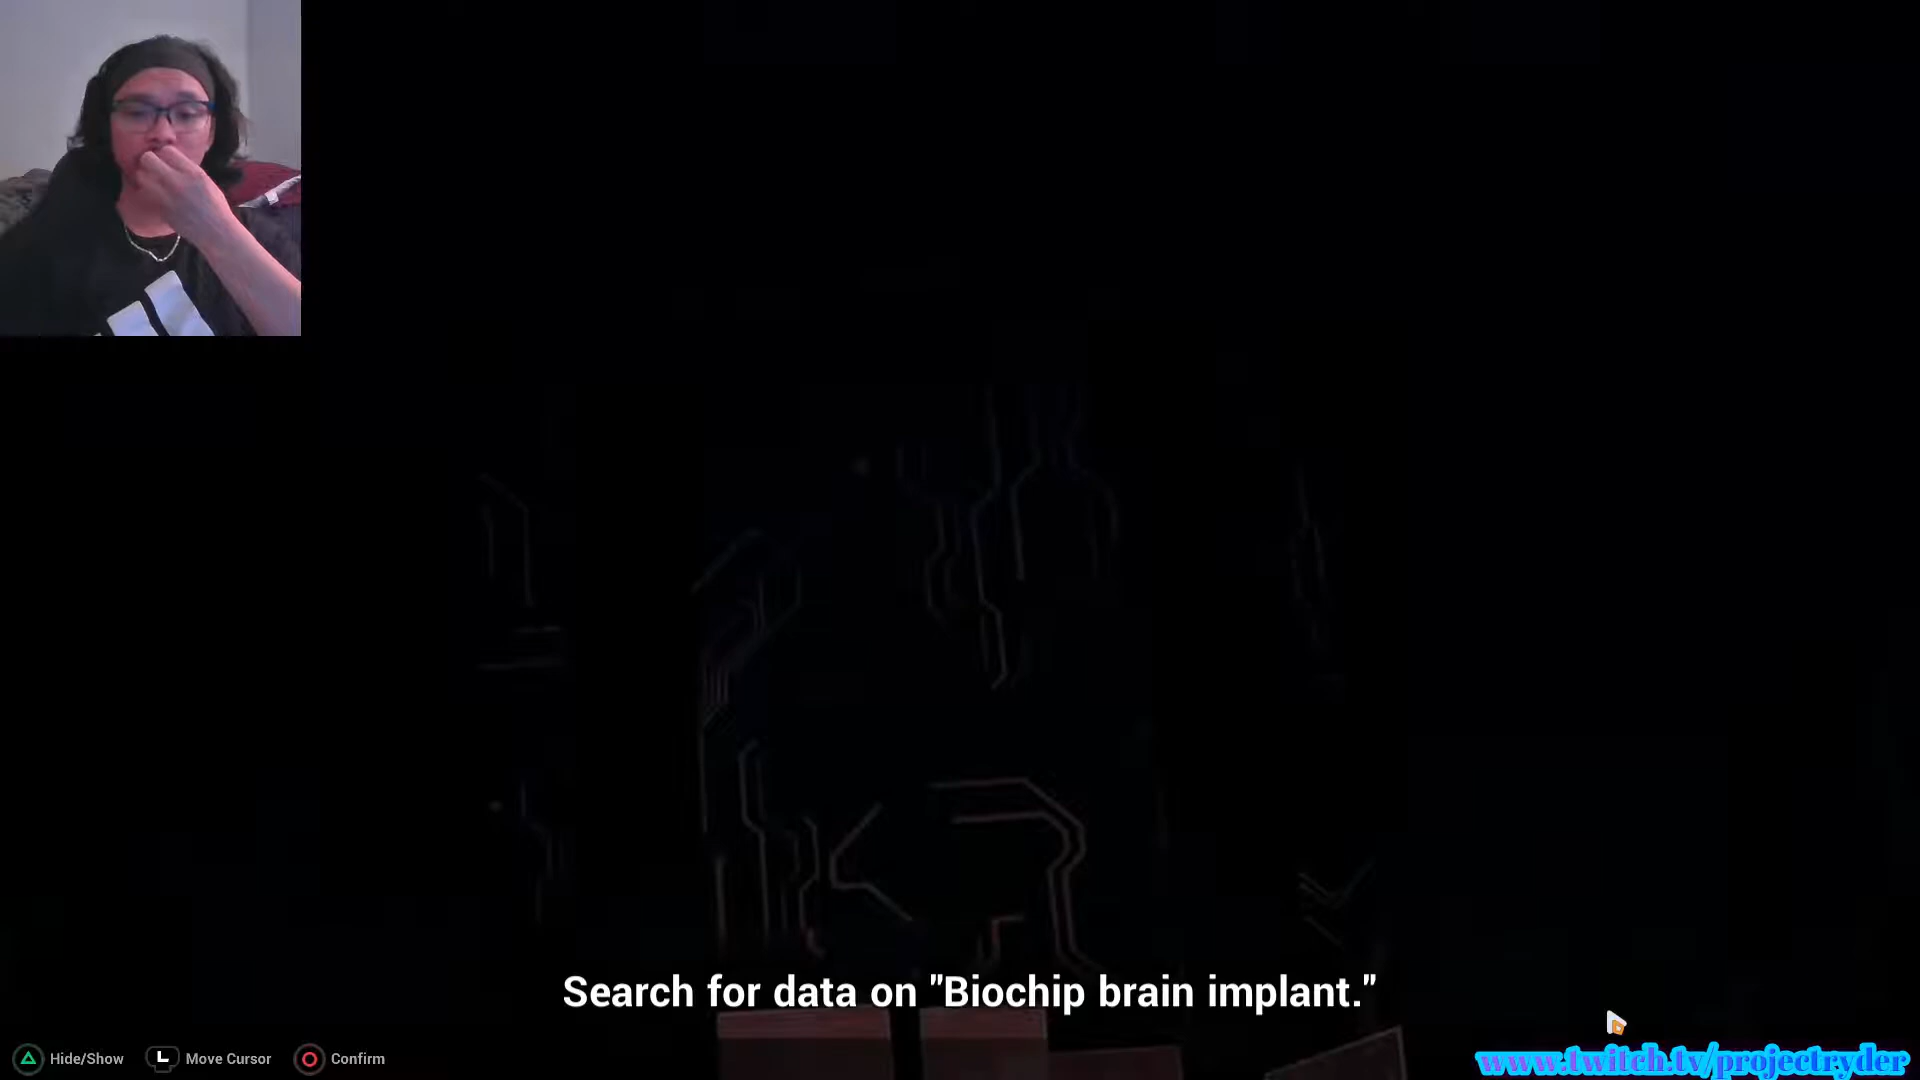 Search for data on "Biochip brain implant."
L
Hide/Show
Move Cursor
Confirm
www.twitch.tv/projectryder